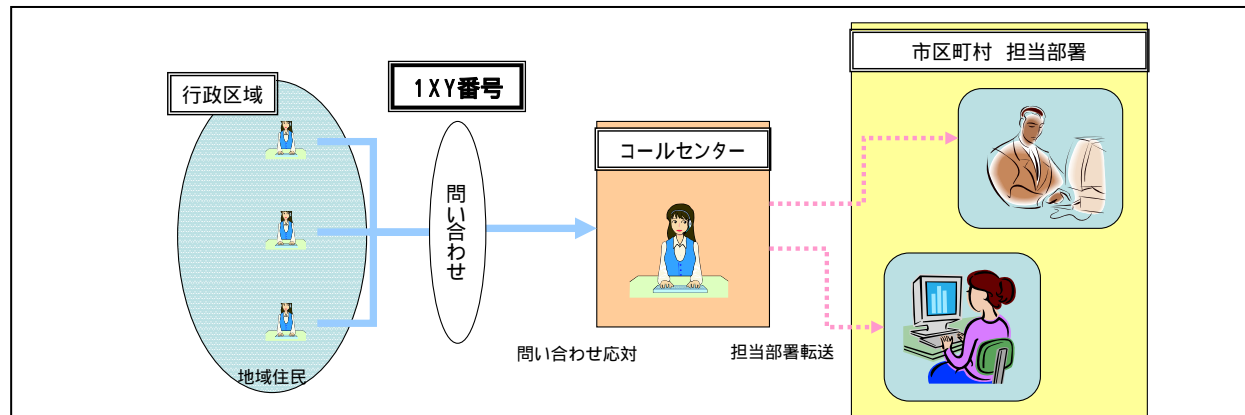 行政区域
地域住民
1XY番号
問い合わせ
コールセンター
問い合わせ応対
担当部署転送
市区町村 担当部署